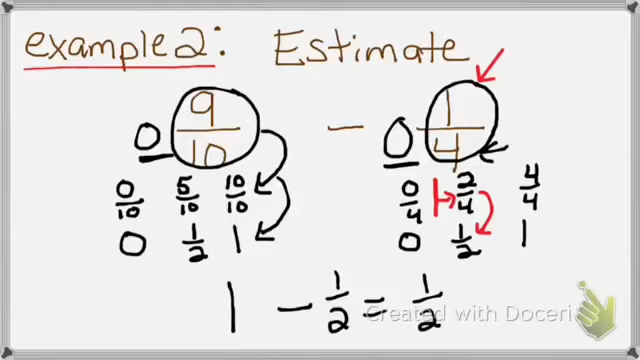 example 2: Estimate
0 9/10 - 0 1/4
0/10 5/10 10/10 0/4 2/4 4/4
0 1/2 1 0 1/2 1
1 - 1/2 = 1/2
Created with Doceri